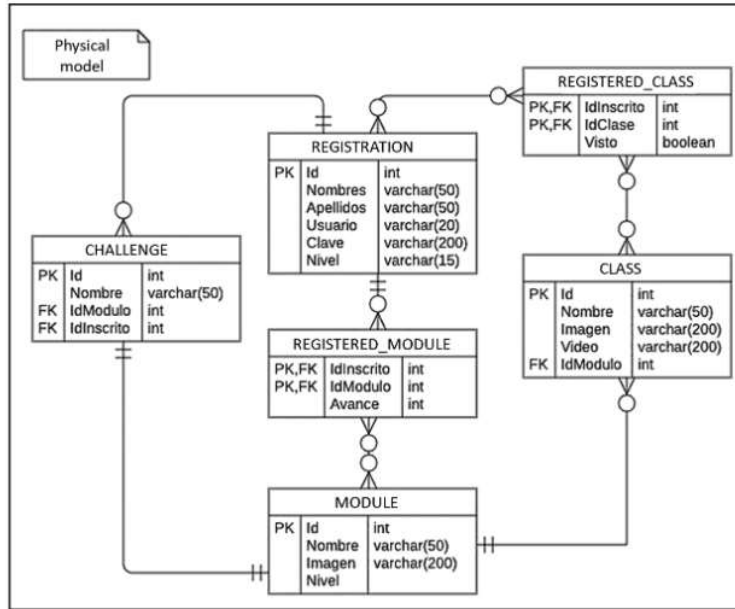 Physical
model
REGISTERED_CLASS
PK,FK IdInscrito int
PK,FK IdClase int
Visto boolean
REGISTRATION
PK Id int
Nombres varchar(50)
Apellidos varchar(50)
Usuario varchar(20)
Clave varchar(200)
Nivel varchar(15)
CHALLENGE
PK Id int
Nombre varchar(50)
FK IdModulo int
FK IdInscrito int
CLASS
PK Id int
Nombre varchar(50)
Imagen varchar(200)
Video varchar(200)
FK IdModulo int
REGISTERED_MODULE
PK,FK IdInscrito int
PK,FK IdModulo int
Avance int
MODULE
PK Id int
Nombre varchar(50)
Imagen varchar(200)
Nivel